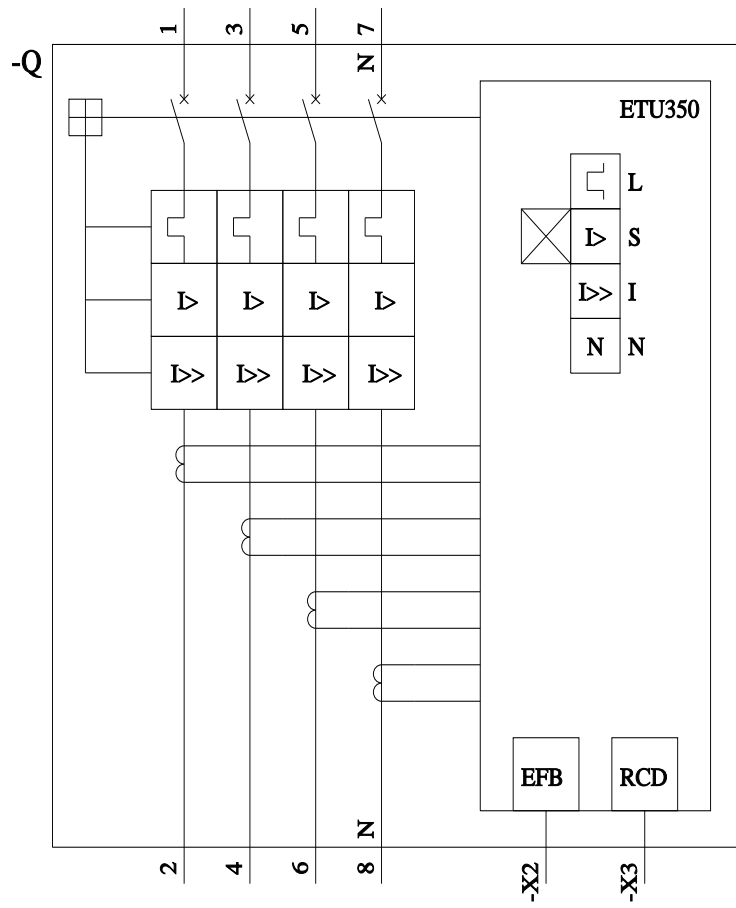 1 3 5 7
-Q
N
ETU350
L
I> S
I>> I
N N
I> I> I> I>
I>> I>> I>> I>>
EFB RCD
N
2 4 6 8
-X2 -X3